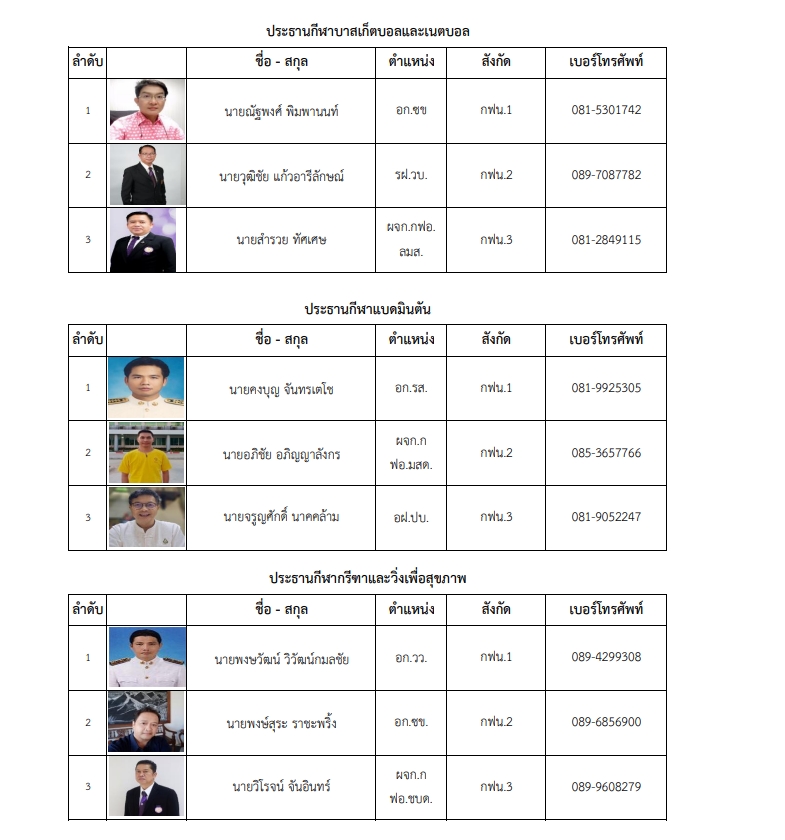 ประธานกีฬาบาสเก็ตบอลและเนตบอล
ลำดับ ชื่อ - สกุล ตำแหน่ง สังกัด เบอร์โทรศัพท์
1 นายณัฐพงศ์ พิมพานนท์ อก.ซข กฟน.1 081-5301742
2 นายวุฒิชัย แก้วอารีลักษณ์ รฝ.วบ. กฟน.2 089-7087782
3 นายสำรวย ทัศเศษ ผจก.กฟอ. กฟน.3 081-2849115
ลมส.
ประธานกีฬาแบดมินตัน
ลำดับ ชื่อ - สกุล ตำแหน่ง สังกัด เบอร์โทรศัพท์
1 นายคงบุญ จันทรเตโช อก.รส. กฟน.1 081-9925305
2 นายอภิชัย อภิญญาลังกร ผจก.ก กฟน.2 085-3657766
ฟอ.มสด.
3 นายจรูญศักดิ์ นาคคล้าม อฝ.ปบ. กฟน.3 081-9052247
ประธานกีฬากรีฑาและวิ่งเพื่อสุขภาพ
ลำดับ ชื่อ - สกุล ตำแหน่ง สังกัด เบอร์โทรศัพท์
1 นายพงษวัฒน์ วิวัฒน์กมลชัย อก.วว. กฟน.1 089-4299308
2 นายพงษ์สุระ ราชะพริ้ง อก.ซข. กฟน.2 089-6856900
3 นายวิโรจน์ จันอินทร์ ผจก.ก กฟน.3 089-9608279
ฟอ.ชบด.